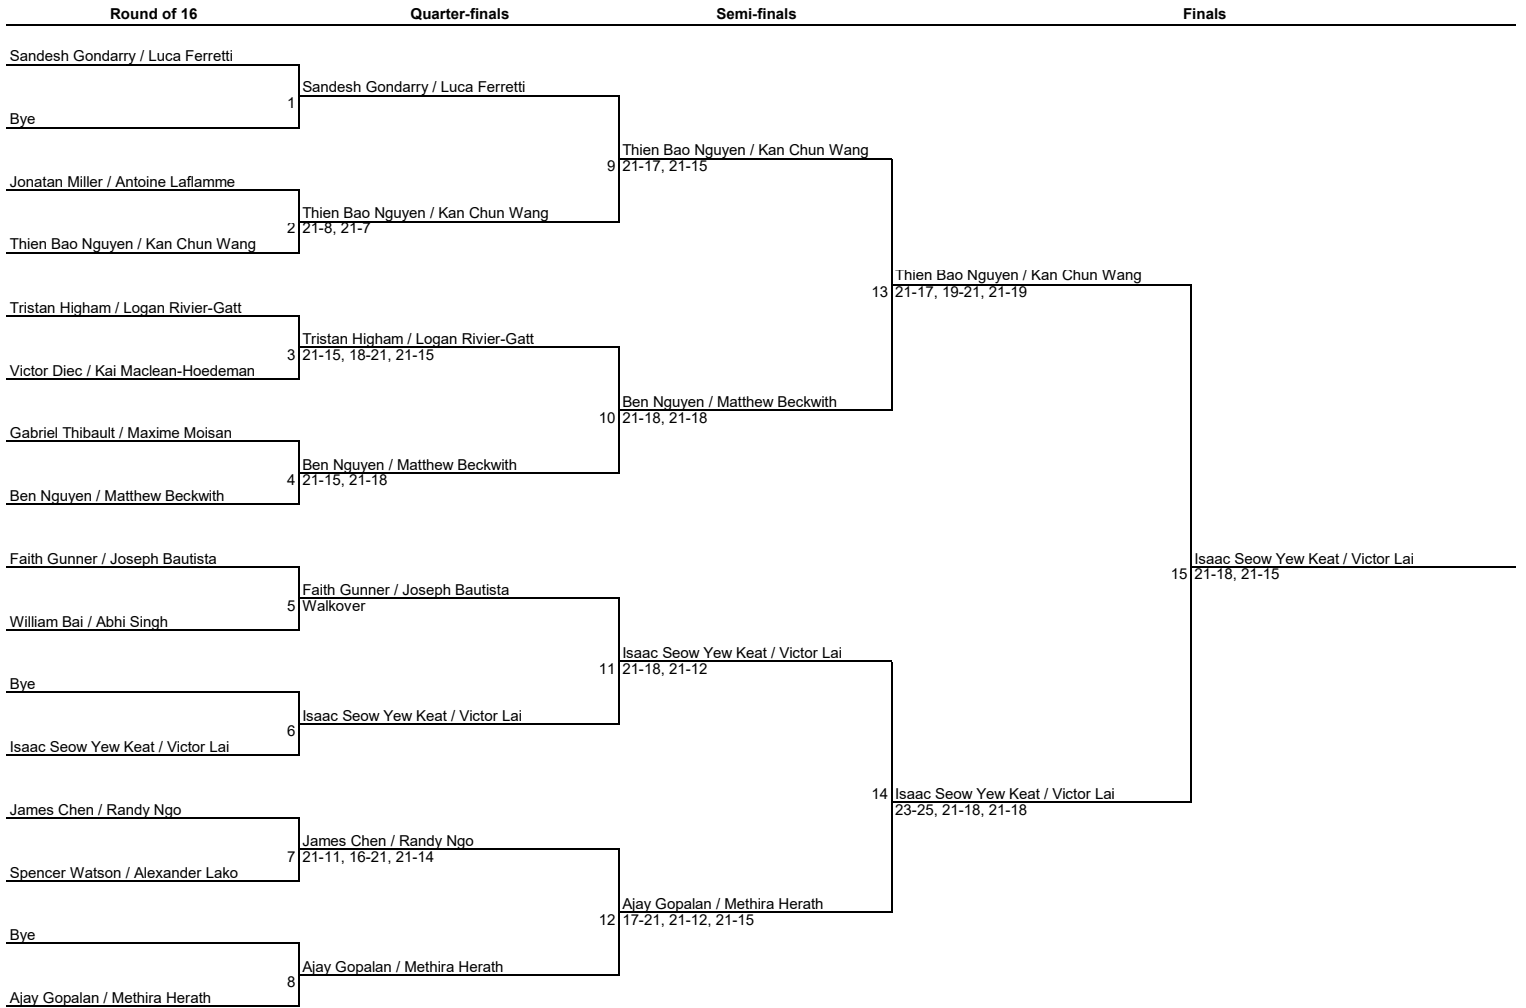 Round of 16 Quarter-finals Semi-finals Finals
Sandesh Gondarry / Luca Ferretti
Sandesh Gondarry / Luca Ferretti
1
Bye
Thien Bao Nguyen / Kan Chun Wang
9 21-17, 21-15
Jonatan Miller / Antoine Laflamme
Thien Bao Nguyen / Kan Chun Wang
2 21-8, 21-7
Thien Bao Nguyen / Kan Chun Wang
Thien Bao Nguyen / Kan Chun Wang
13 21-17, 19-21, 21-19
Tristan Higham / Logan Rivier-Gatt
Tristan Higham / Logan Rivier-Gatt
3 21-15, 18-21, 21-15
Victor Diec / Kai Maclean-Hoedeman
Ben Nguyen / Matthew Beckwith
10 21-18, 21-18
Gabriel Thibault / Maxime Moisan
Ben Nguyen / Matthew Beckwith
4 21-15, 21-18
Ben Nguyen / Matthew Beckwith
Faith Gunner / Joseph Bautista
Isaac Seow Yew Keat / Victor Lai
15 21-18, 21-15
Faith Gunner / Joseph Bautista
5 Walkover
William Bai / Abhi Singh
Isaac Seow Yew Keat / Victor Lai
11 21-18, 21-12
Bye
Isaac Seow Yew Keat / Victor Lai
6
Isaac Seow Yew Keat / Victor Lai
14 Isaac Seow Yew Keat / Victor Lai
23-25, 21-18, 21-18
James Chen / Randy Ngo
James Chen / Randy Ngo
7 21-11, 16-21, 21-14
Spencer Watson / Alexander Lako
Ajay Gopalan / Methira Herath
12 17-21, 21-12, 21-15
Bye
Ajay Gopalan / Methira Herath
8
Ajay Gopalan / Methira Herath